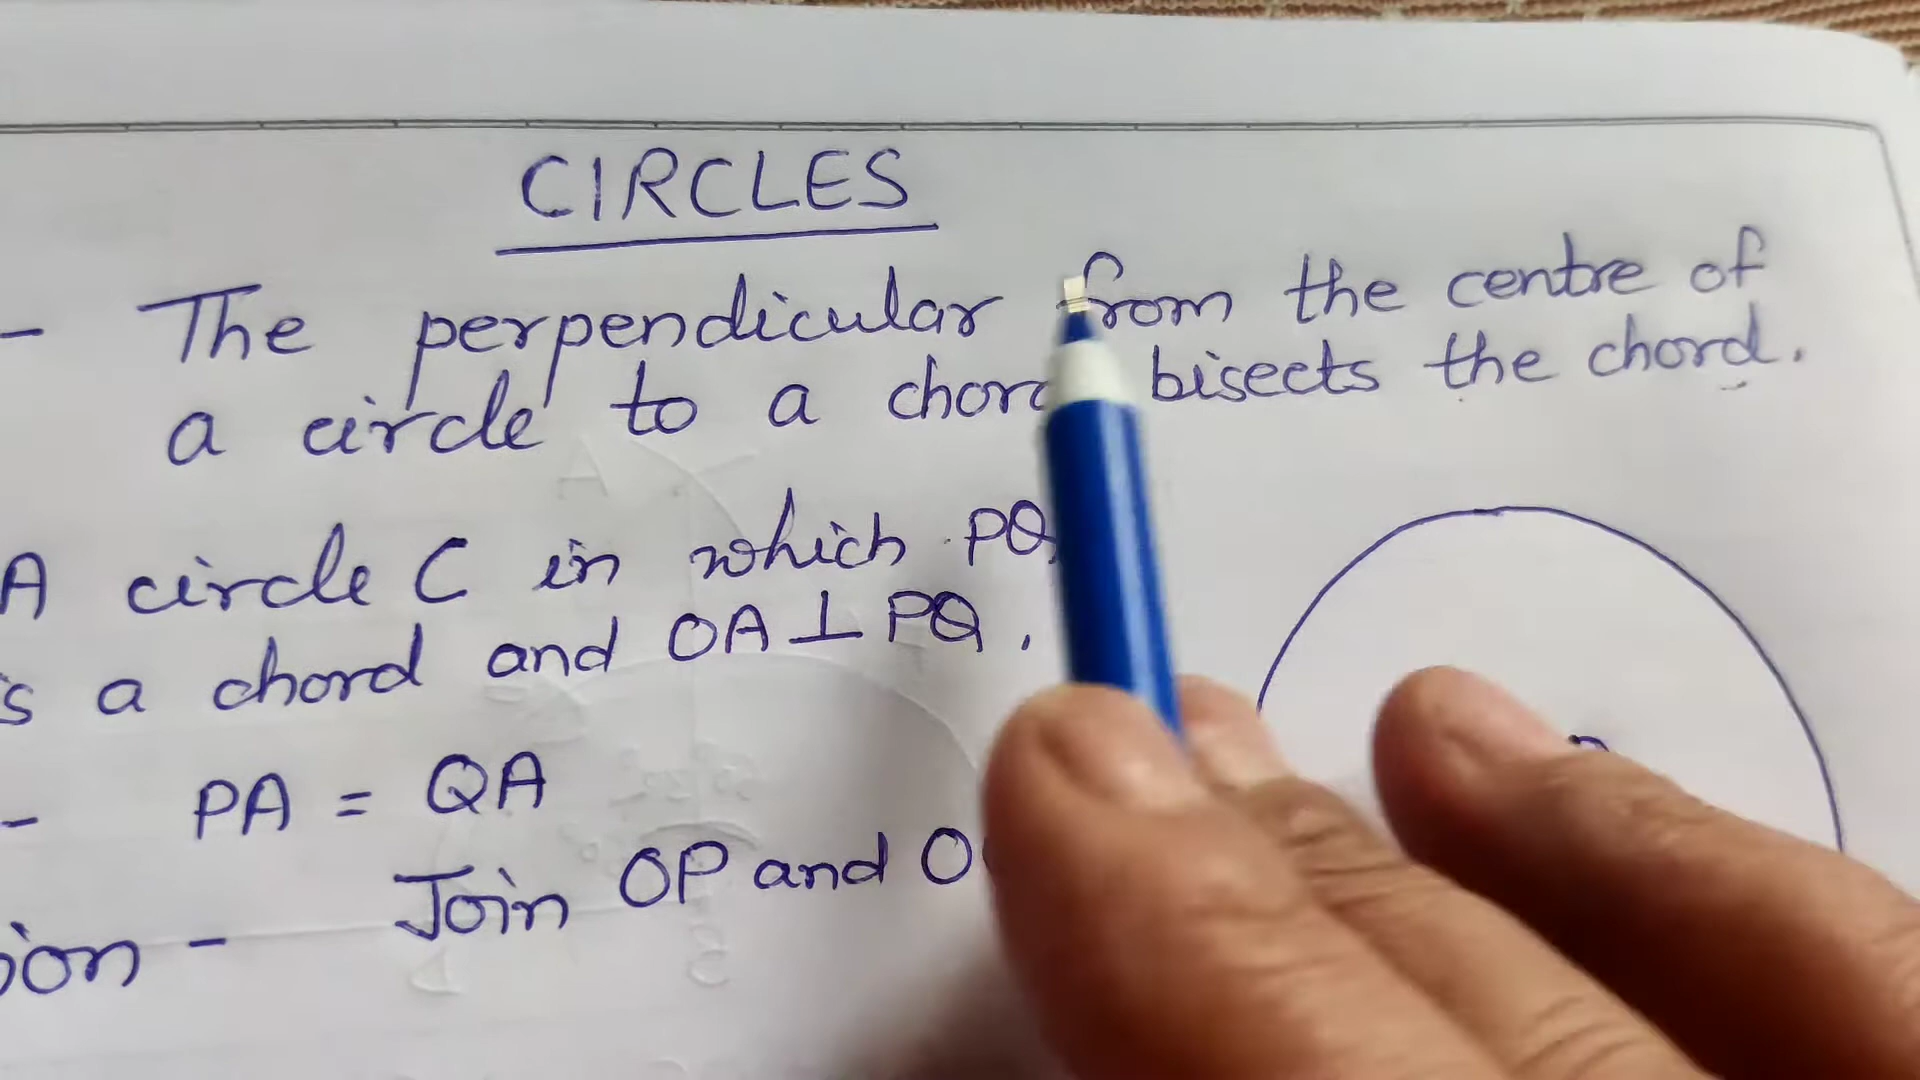 CIRCLES
- The perpendicular from the centre of
a circle to a chord bisects the chord.
A circle C in which PQ
is a chord and OA ⊥ PQ.
- PA = QA
- Join OP and